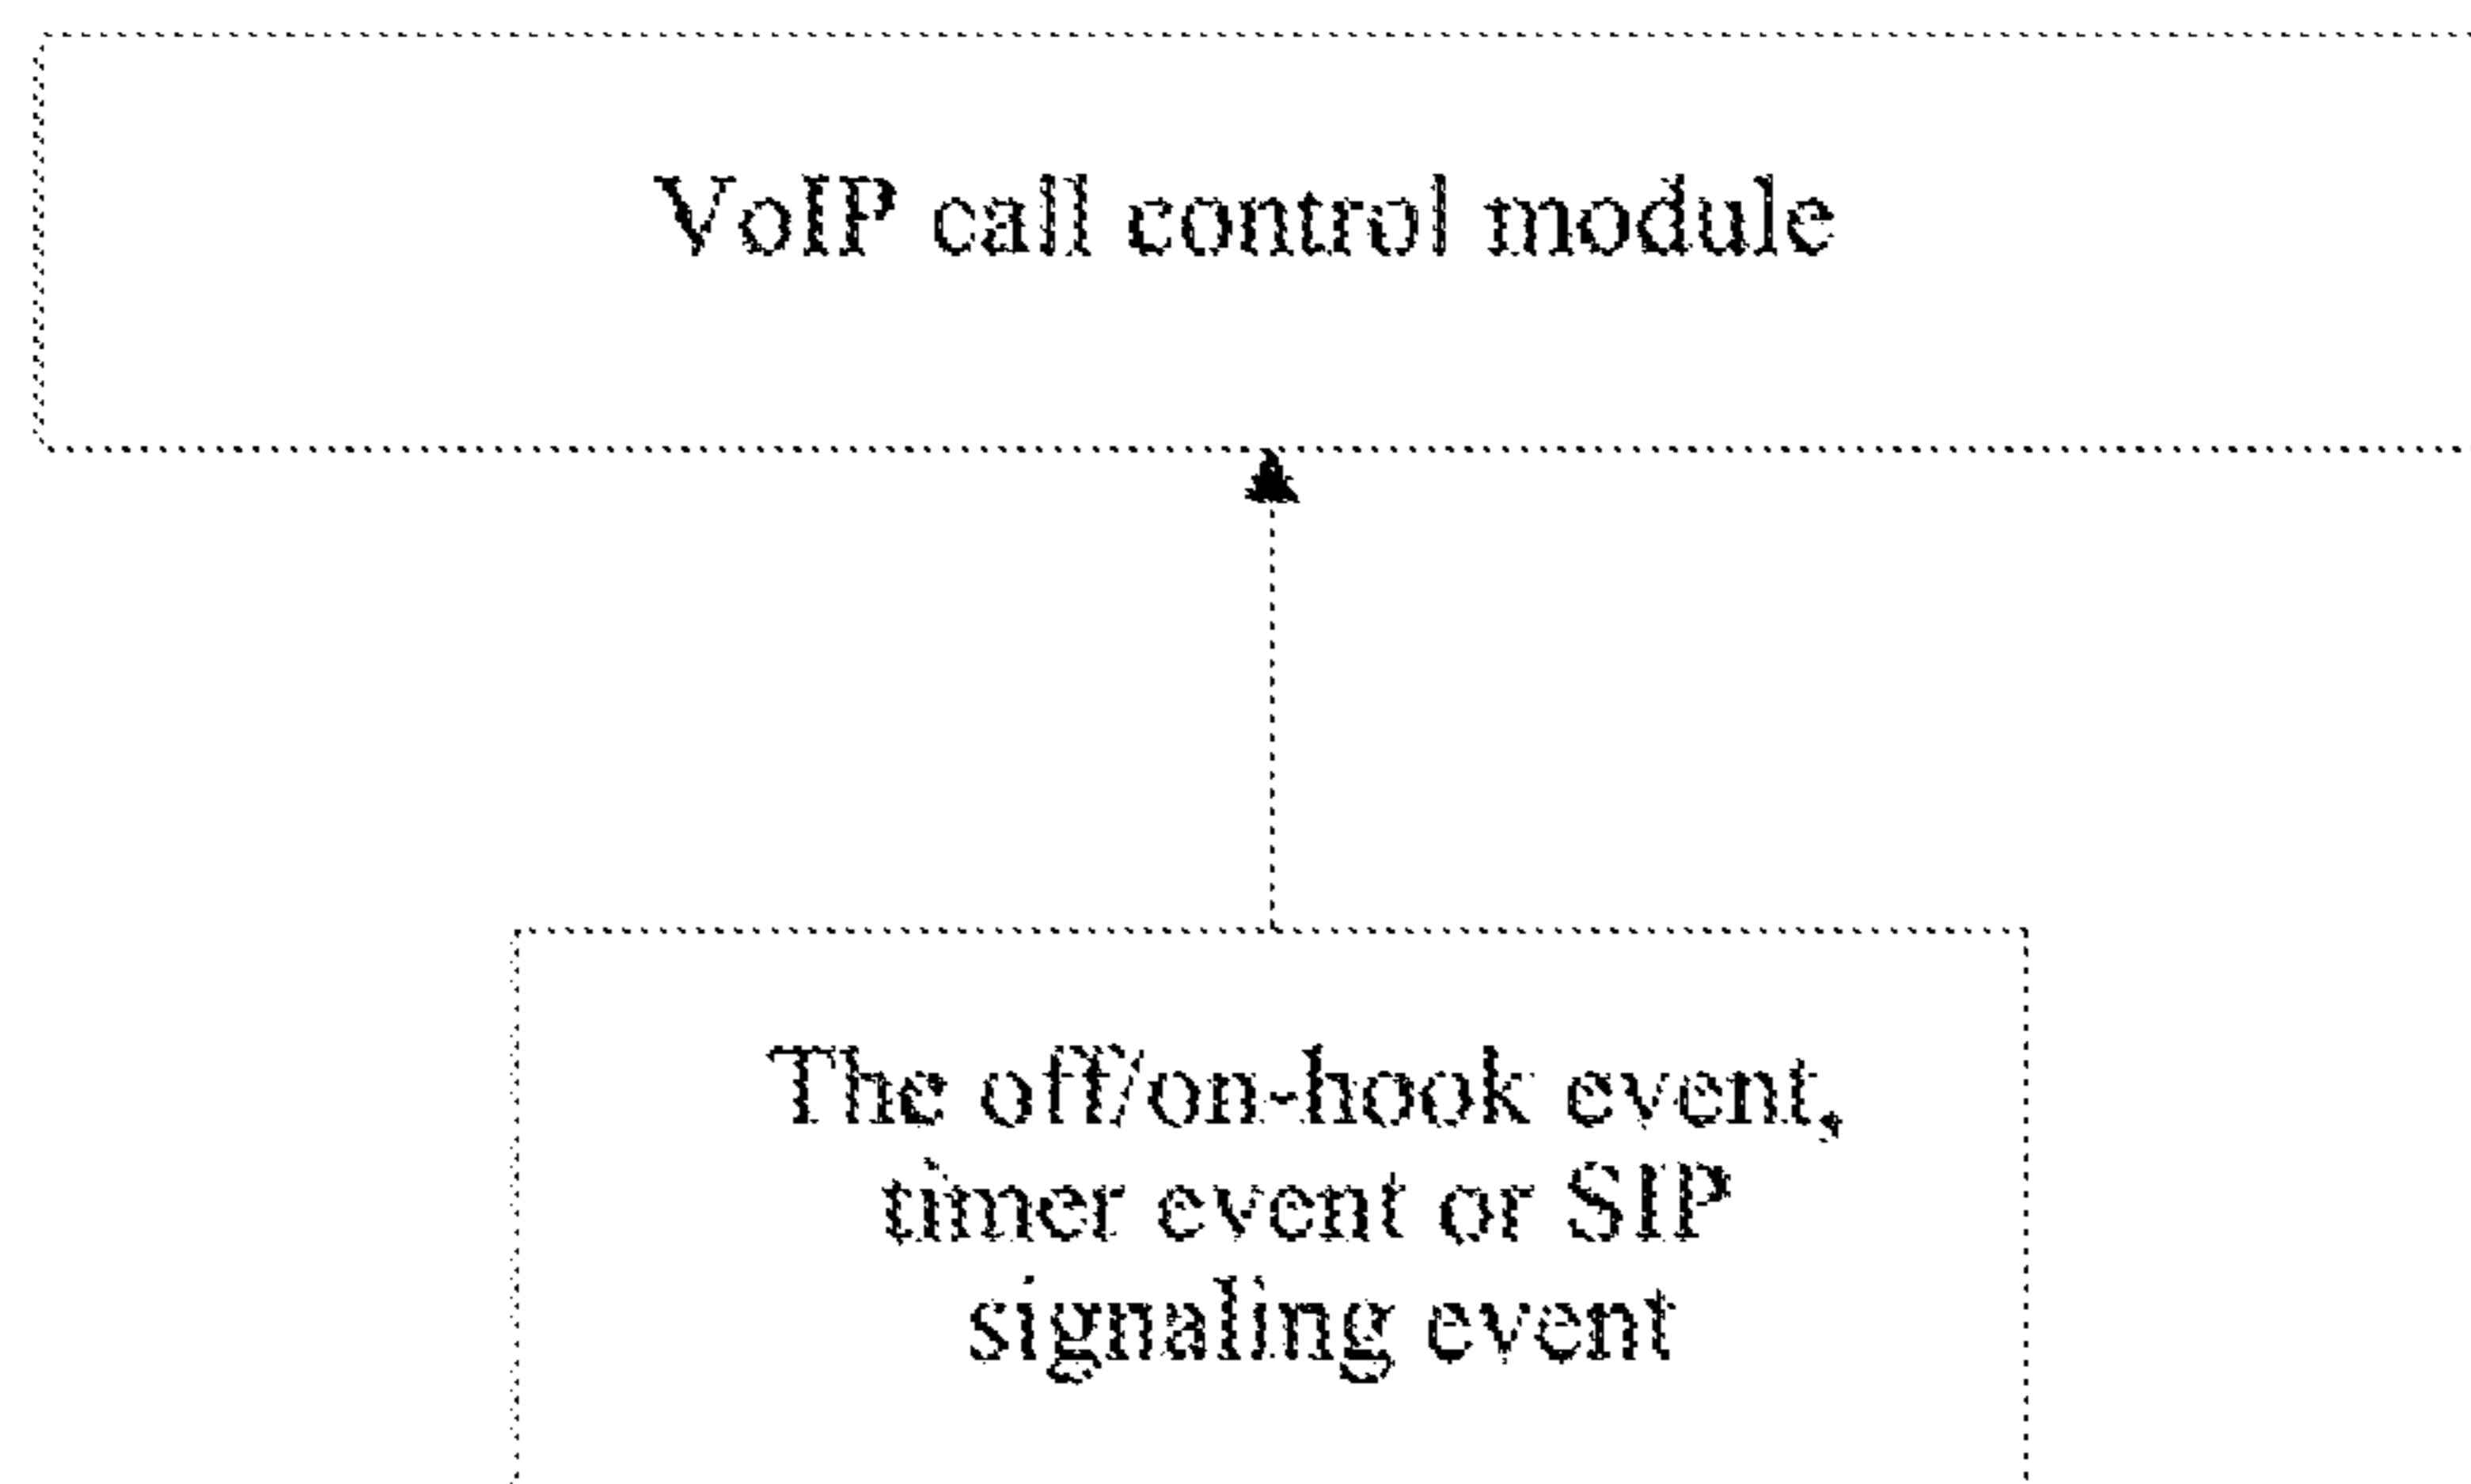 VoIP call control module
The off/on-hook event,
timer event or SIP
signaling event